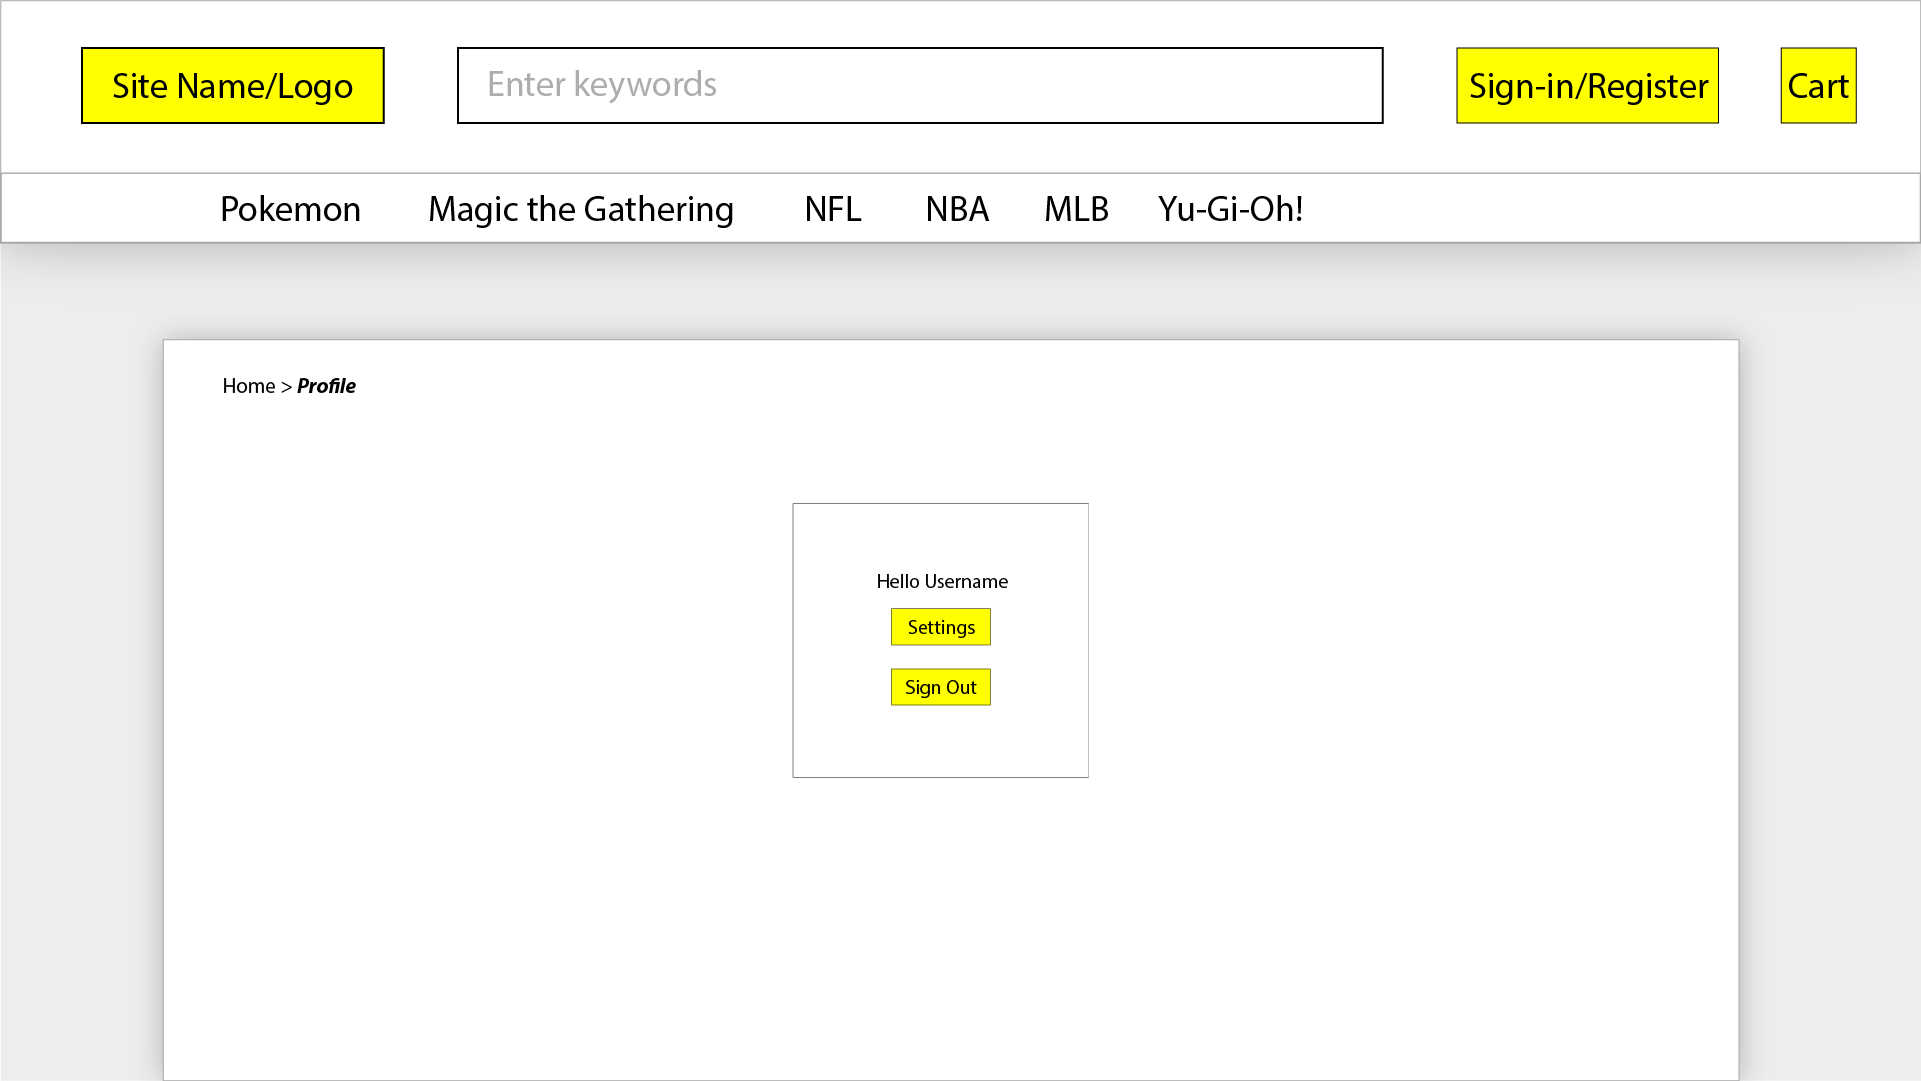 Site Name/Logo
Enter keywords
Sign-in/Register
Cart
Pokemon
Magic the Gathering
NFL
NBA
MLB
Yu-Gi-Oh!
Home > Profile
Hello Username
Settings
Sign Out